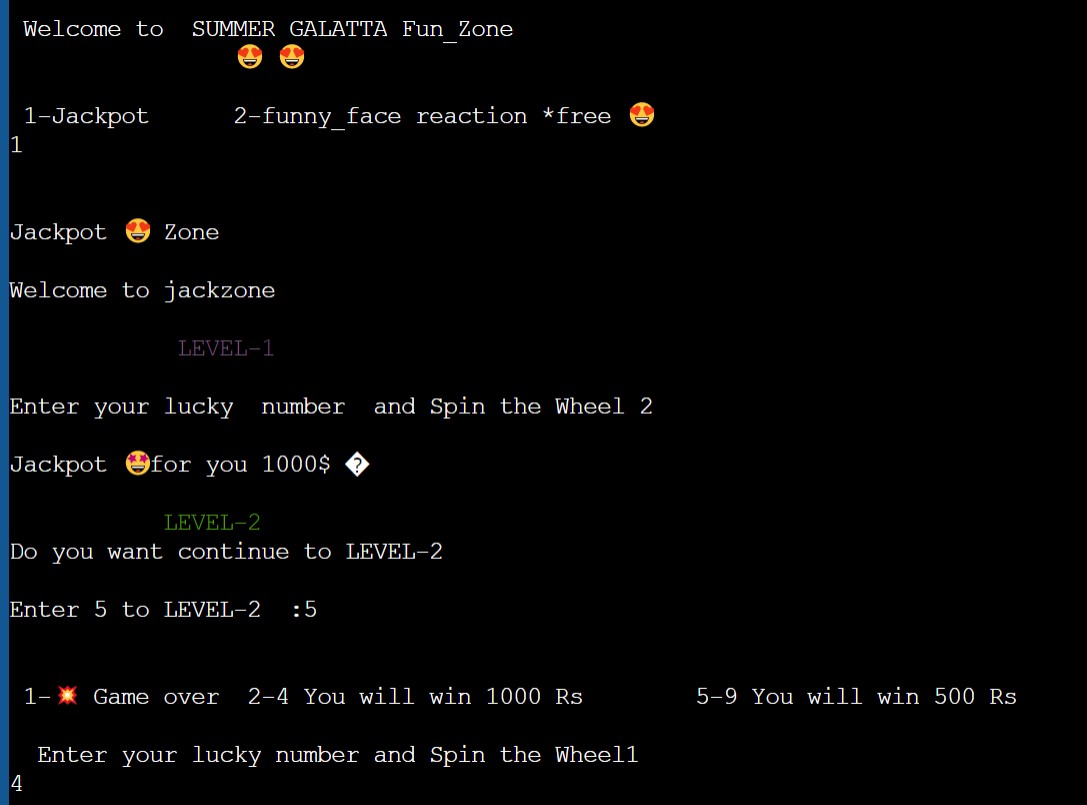 Welcome to  SUMMER GALATTA Fun_Zone
😍 😍
1-Jackpot      2-funny_face reaction *free 😍
1
Jackpot 😍 Zone
Welcome to jackzone
LEVEL-1
Enter your lucky  number  and Spin the Wheel 2
Jackpot 🤩for you 1000$ �
LEVEL-2
Do you want continue to LEVEL-2
Enter 5 to LEVEL-2  :5
1-💥 Game over  2-4 You will win 1000 Rs        5-9 You will win 500 Rs
Enter your lucky number and Spin the Wheel1
4